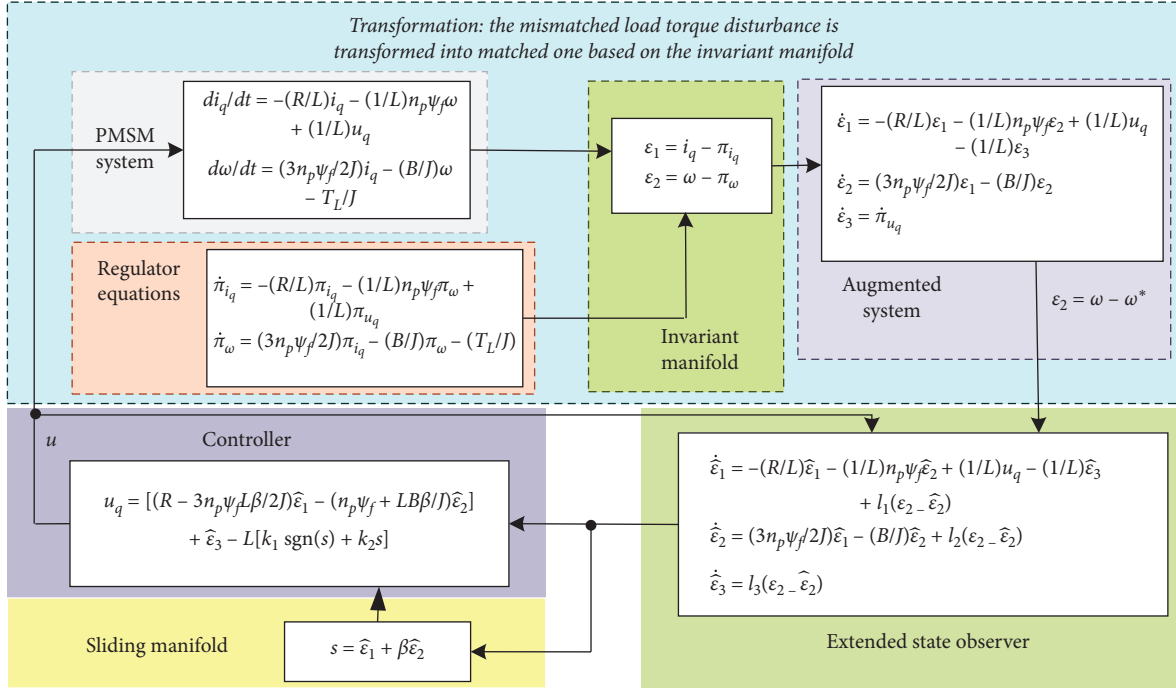 Transformation: the mismatched load torque disturbance is
transformed into matched one based on the invariant manifold
PMSM
system
di_q/dt = –(R/L)i_q – (1/L)n_pψ_fω
+ (1/L)u_q
dω/dt = (3n_pψ_f/2J)i_q – (B/J)ω
– T_L/J
Regulator
equations
π̇_{i_q} = –(R/L)π_{i_q} – (1/L)n_pψ_fπ_ω +
(1/L)π_{u_q}
π̇_ω = (3n_pψ_f/2J)π_{i_q} – (B/J)π_ω – (T_L/J)
ε_1 = i_q – π_{i_q}
ε_2 = ω – π_ω
Invariant
manifold
ε̇_1 = –(R/L)ε_1 – (1/L)n_pψ_fε_2 + (1/L)u_q
– (1/L)ε_3
ε̇_2 = (3n_pψ_f/2J)ε_1 – (B/J)ε_2
ε̇_3 = π̇_{u_q}
Augmented
system
ε_2 = ω – ω*
u
Controller
u_q = [(R – 3n_pψ_fLβ/2J)ε̂_1 – (n_pψ_f + LBβ/J)ε̂_2]
+ ε̂_3 – L[k_1 sgn(s) + k_2s]
Sliding manifold
s = ε̂_1 + βε̂_2
ε̂̇_1 = –(R/L)ε̂_1 – (1/L)n_pψ_fε̂_2 + (1/L)u_q – (1/L)ε̂_3
+ l_1(ε_2 – ε̂_2)
ε̂̇_2 = (3n_pψ_f/2J)ε̂_1 – (B/J)ε̂_2 + l_2(ε_2 – ε̂_2)
ε̂̇_3 = l_3(ε_2 – ε̂_2)
Extended state observer